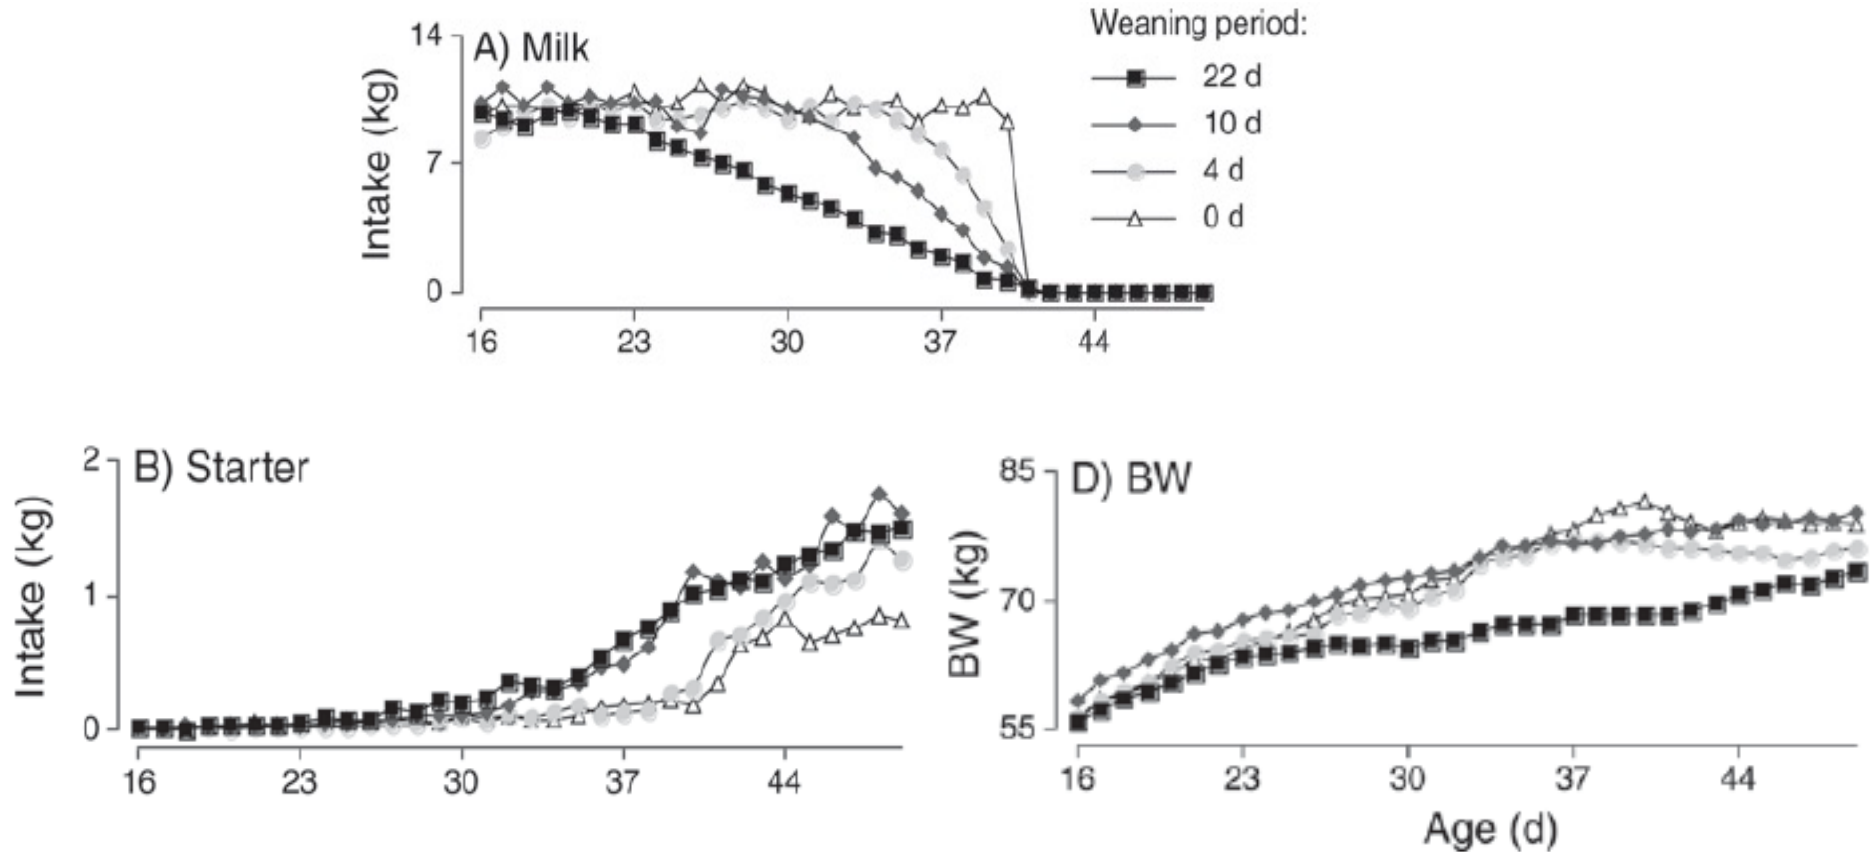 A) Milk
Intake (kg)
14
7
0
16 23 30 37 44
Weaning period:
22 d
10 d
4 d
0 d
B) Starter
Intake (kg)
2
1
0
16 23 30 37 44
D) BW
BW (kg)
85
70
55
16 23 30 37 44
Age (d)